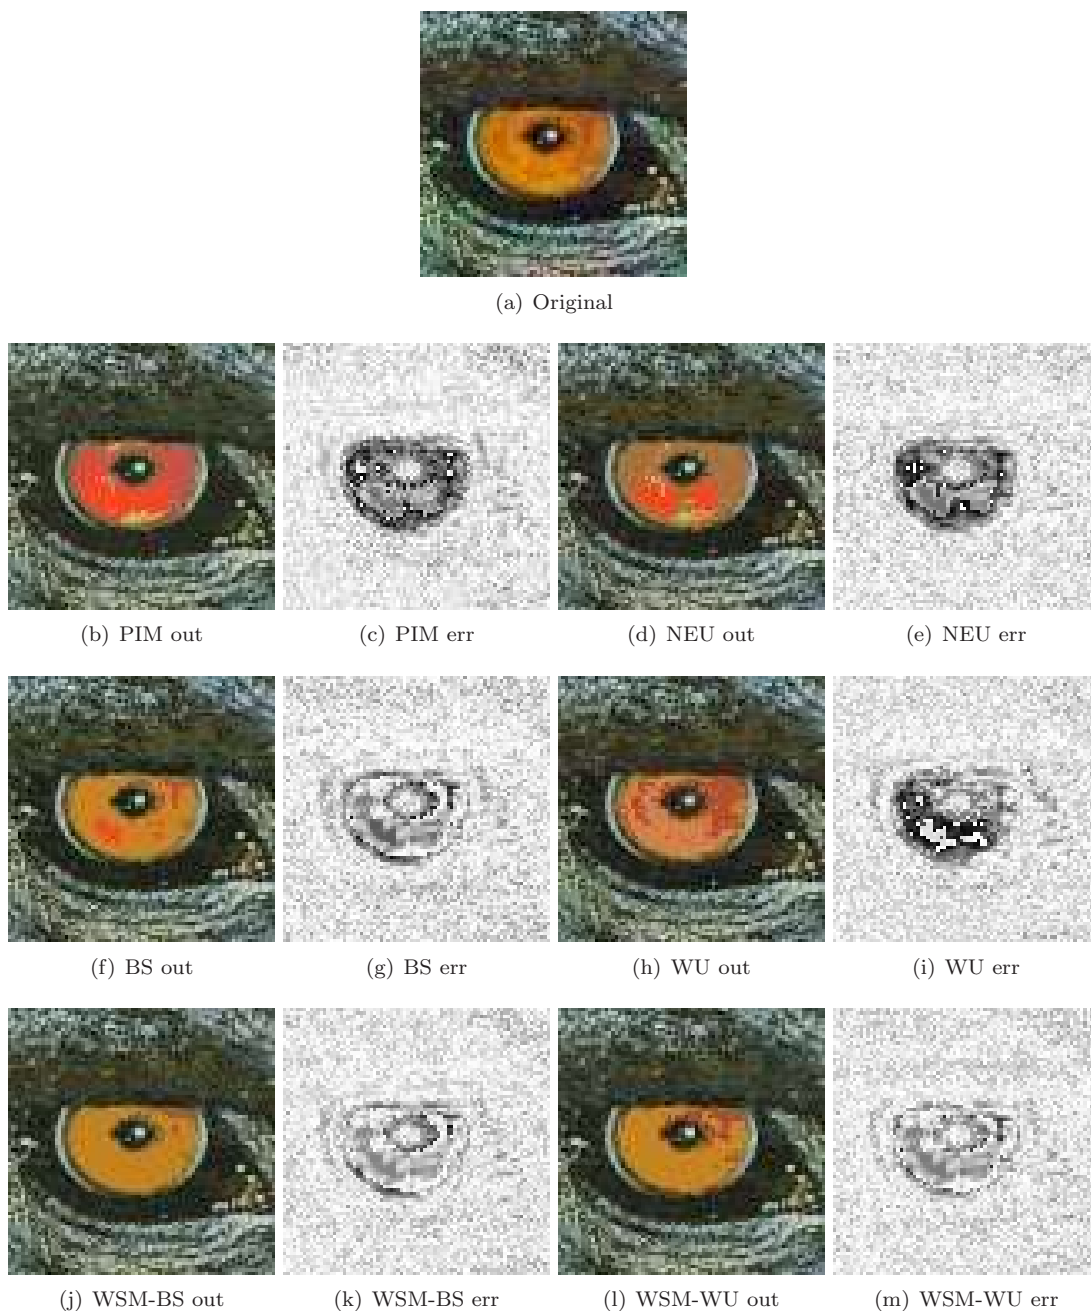 (a) Original
(b) PIM out
(c) PIM err
(d) NEU out
(e) NEU err
(f) BS out
(g) BS err
(h) WU out
(i) WU err
(j) WSM-BS out
(k) WSM-BS err
(l) WSM-WU out
(m) WSM-WU err